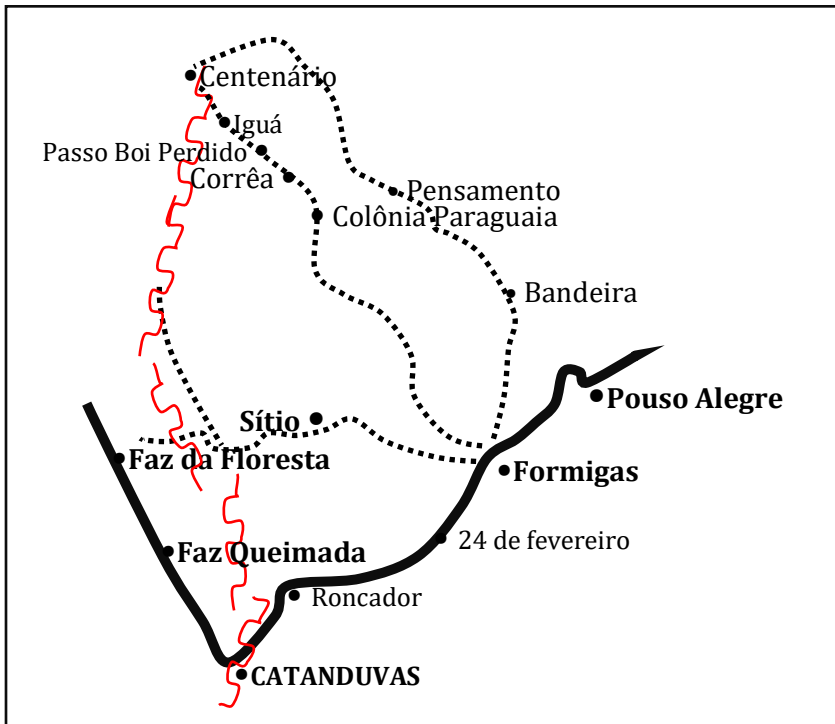 Centenário
Iguá
Passo Boi Perdido
Corrêa
Pensamento
Colônia Paraguaia
Bandeira
Pouso Alegre
Sítio
Faz da Floresta
Formigas
24 de fevereiro
Faz Queimada
Roncador
CATANDUVAS